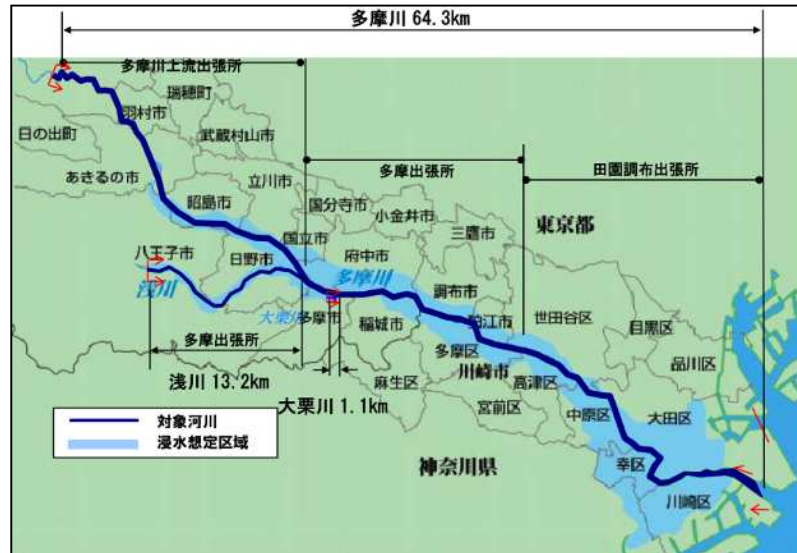 多摩川 64.3km
多摩川上流出張所
瑞穂町
羽村市
日の出町
武蔵村山市
あきるの市
立川市
多摩出張所
田園調布出張所
昭島市
国分寺市
小金井市
東京都
国立市
三鷹市
八王子市
日野市
府中市
浅川
多摩川
調布市
大栗川
多摩市
稲城市
狛江市
世田谷区
目黒区
多摩出張所
多摩区
品川区
浅川 13.2km
麻生区
川崎市
高津区
大栗川 1.1km
宮前区
中原区
大田区
対象河川
浸水想定区域
神奈川県
幸区
川崎区